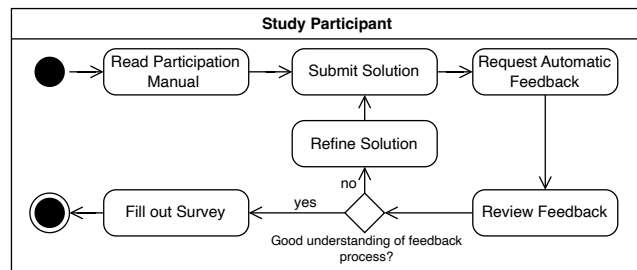 Study Participant
Read Participation
Manual
Submit Solution
Request Automatic
Feedback
Refine Solution
no
yes
Fill out Survey
Review Feedback
Good understanding of feedback
process?